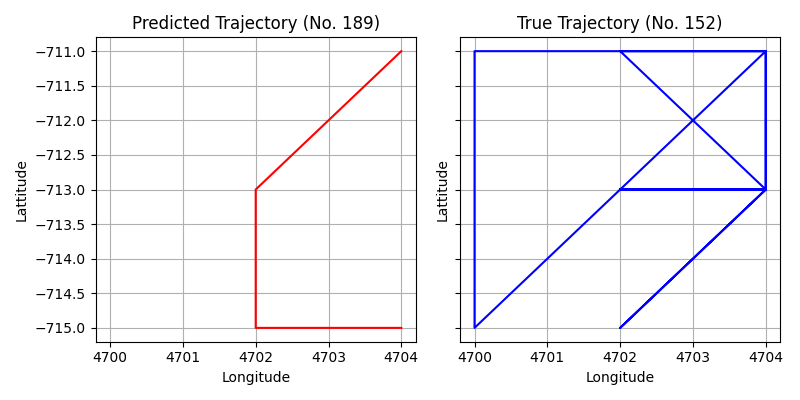 Predicted Trajectory (No. 189)
True Trajectory (No. 152)
−711.0
−711.5
−712.0
−712.5
−713.0
−713.5
−714.0
−714.5
−715.0
Lattitude
Lattitude
4700 4701 4702 4703 4704
4700 4701 4702 4703 4704
Longitude
Longitude